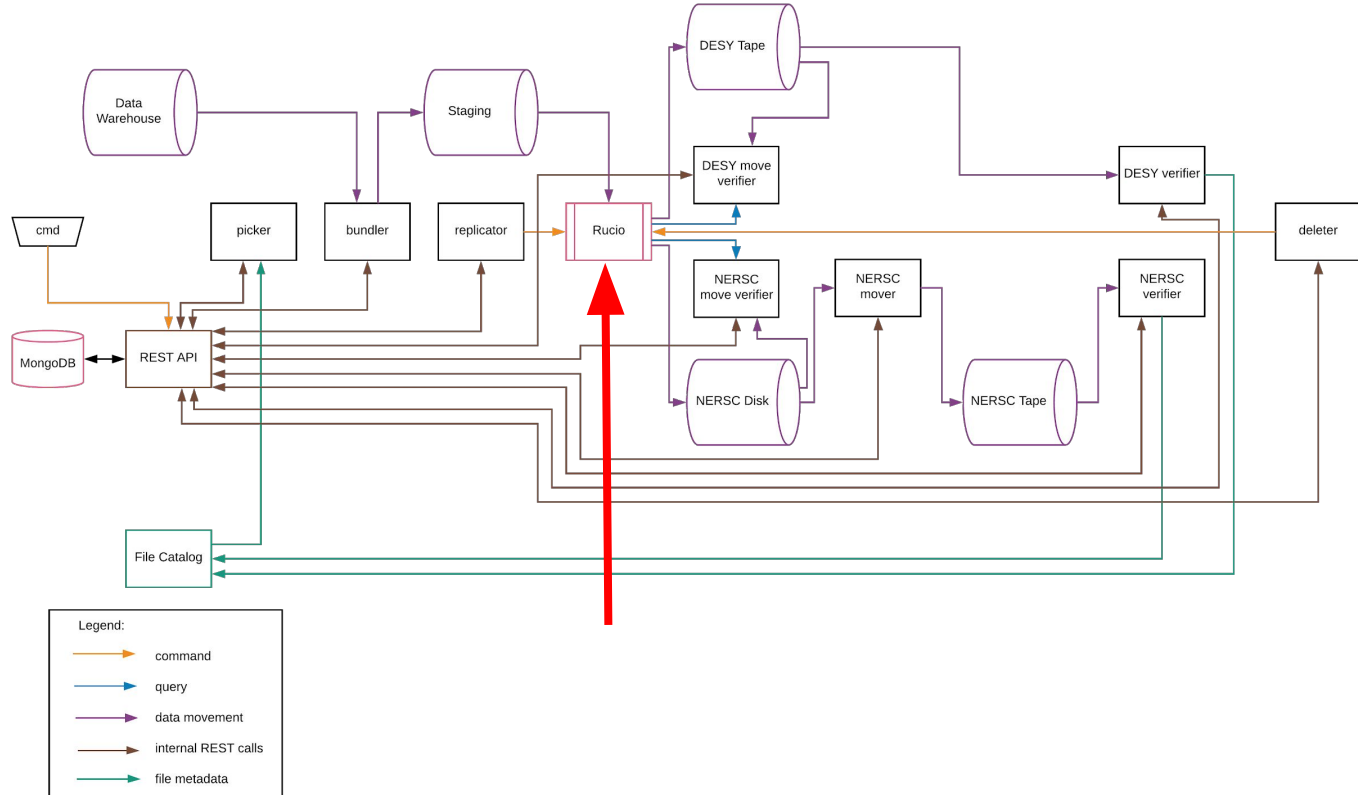 DESY Tape
Data
Warehouse
Staging
DESY move
verifier
DESY verifier
cmd
picker
bundler
replicator
Rucio
deleter
NERSC
move verifier
NERSC
mover
NERSC
verifier
MongoDB
REST API
NERSC Disk
NERSC Tape
File Catalog
Legend:
command
query
data movement
internal REST calls
file metadata